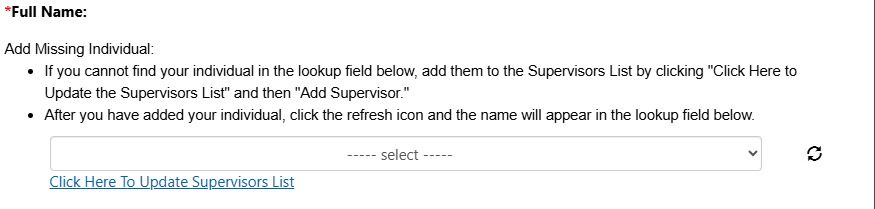 *Full Name:
Add Missing Individual:
• If you cannot find your individual in the lookup field below, add them to the Supervisors List by clicking "Click Here to
Update the Supervisors List" and then "Add Supervisor."
• After you have added your individual, click the refresh icon and the name will appear in the lookup field below.
----- select -----
Click Here To Update Supervisors List